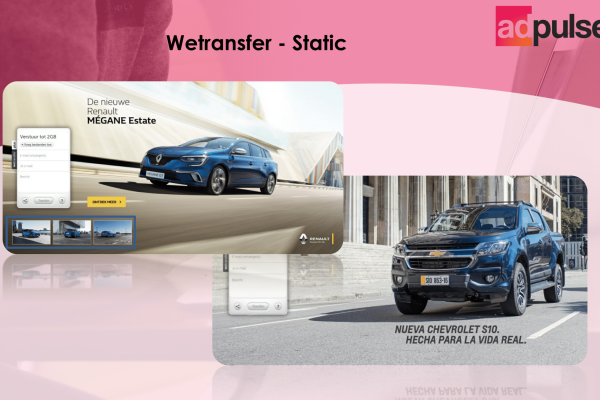 Wetransfer - Static
adpulse
De nieuwe
Renault
MÉGANE Estate
Verstuur tot 2GB
ONTDEK MEER >
RENAULT
NUEVA CHEVROLET S10.
HECHA PARA LA VIDA REAL.